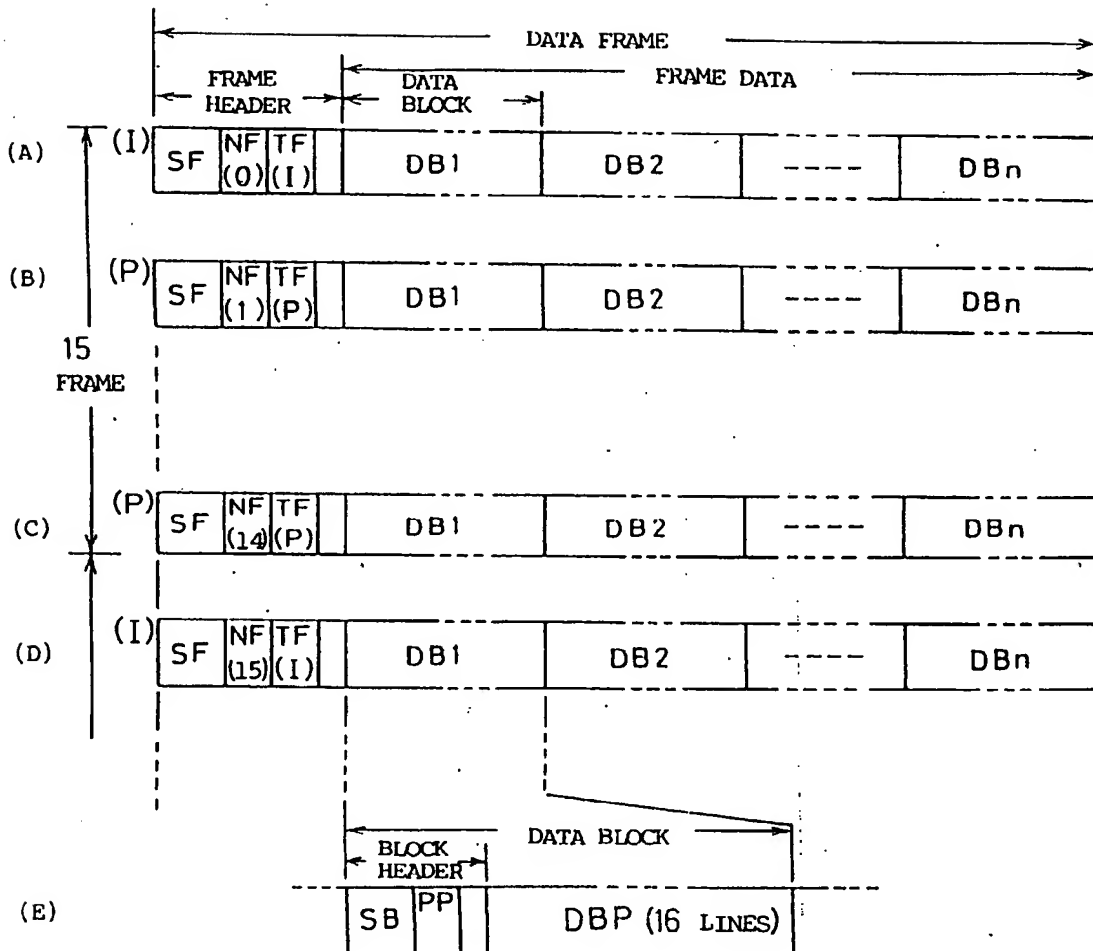 DATA FRAME
FRAME HEADER DATA BLOCK FRAME DATA
(A) (I) SF NF (0) TF (I) DB1 DB2 ---- DBn
(B) (P) SF NF (1) TF (P) DB1 DB2 ---- DBn
15 FRAME
(C) (P) SF NF (14) TF (P) DB1 DB2 ---- DBn
(D) (I) SF NF (15) TF (I) DB1 DB2 ---- DBn
DATA BLOCK
BLOCK HEADER
(E) SB PP DBP (16 LINES)